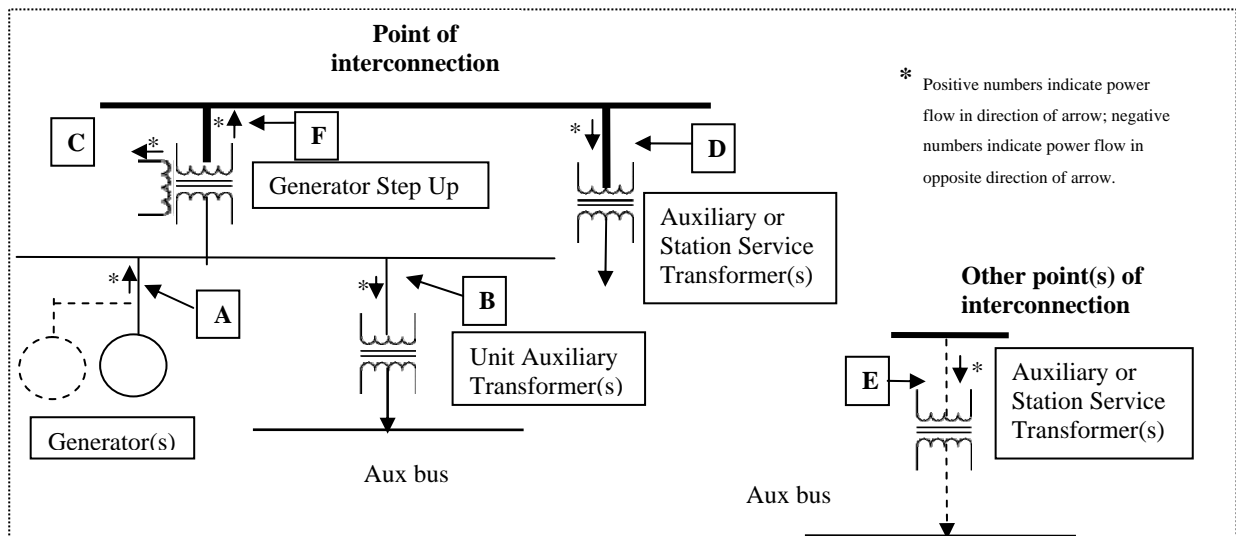 Point of
interconnection
* Positive numbers indicate power
flow in direction of arrow; negative
numbers indicate power flow in
opposite direction of arrow.
C
*
* F
*
D
Generator Step Up
Auxiliary or
Station Service
Transformer(s)
*
A
*
B
Unit Auxiliary
Transformer(s)
Generator(s)
Aux bus
Other point(s) of
interconnection
E
*
Auxiliary or
Station Service
Transformer(s)
Aux bus